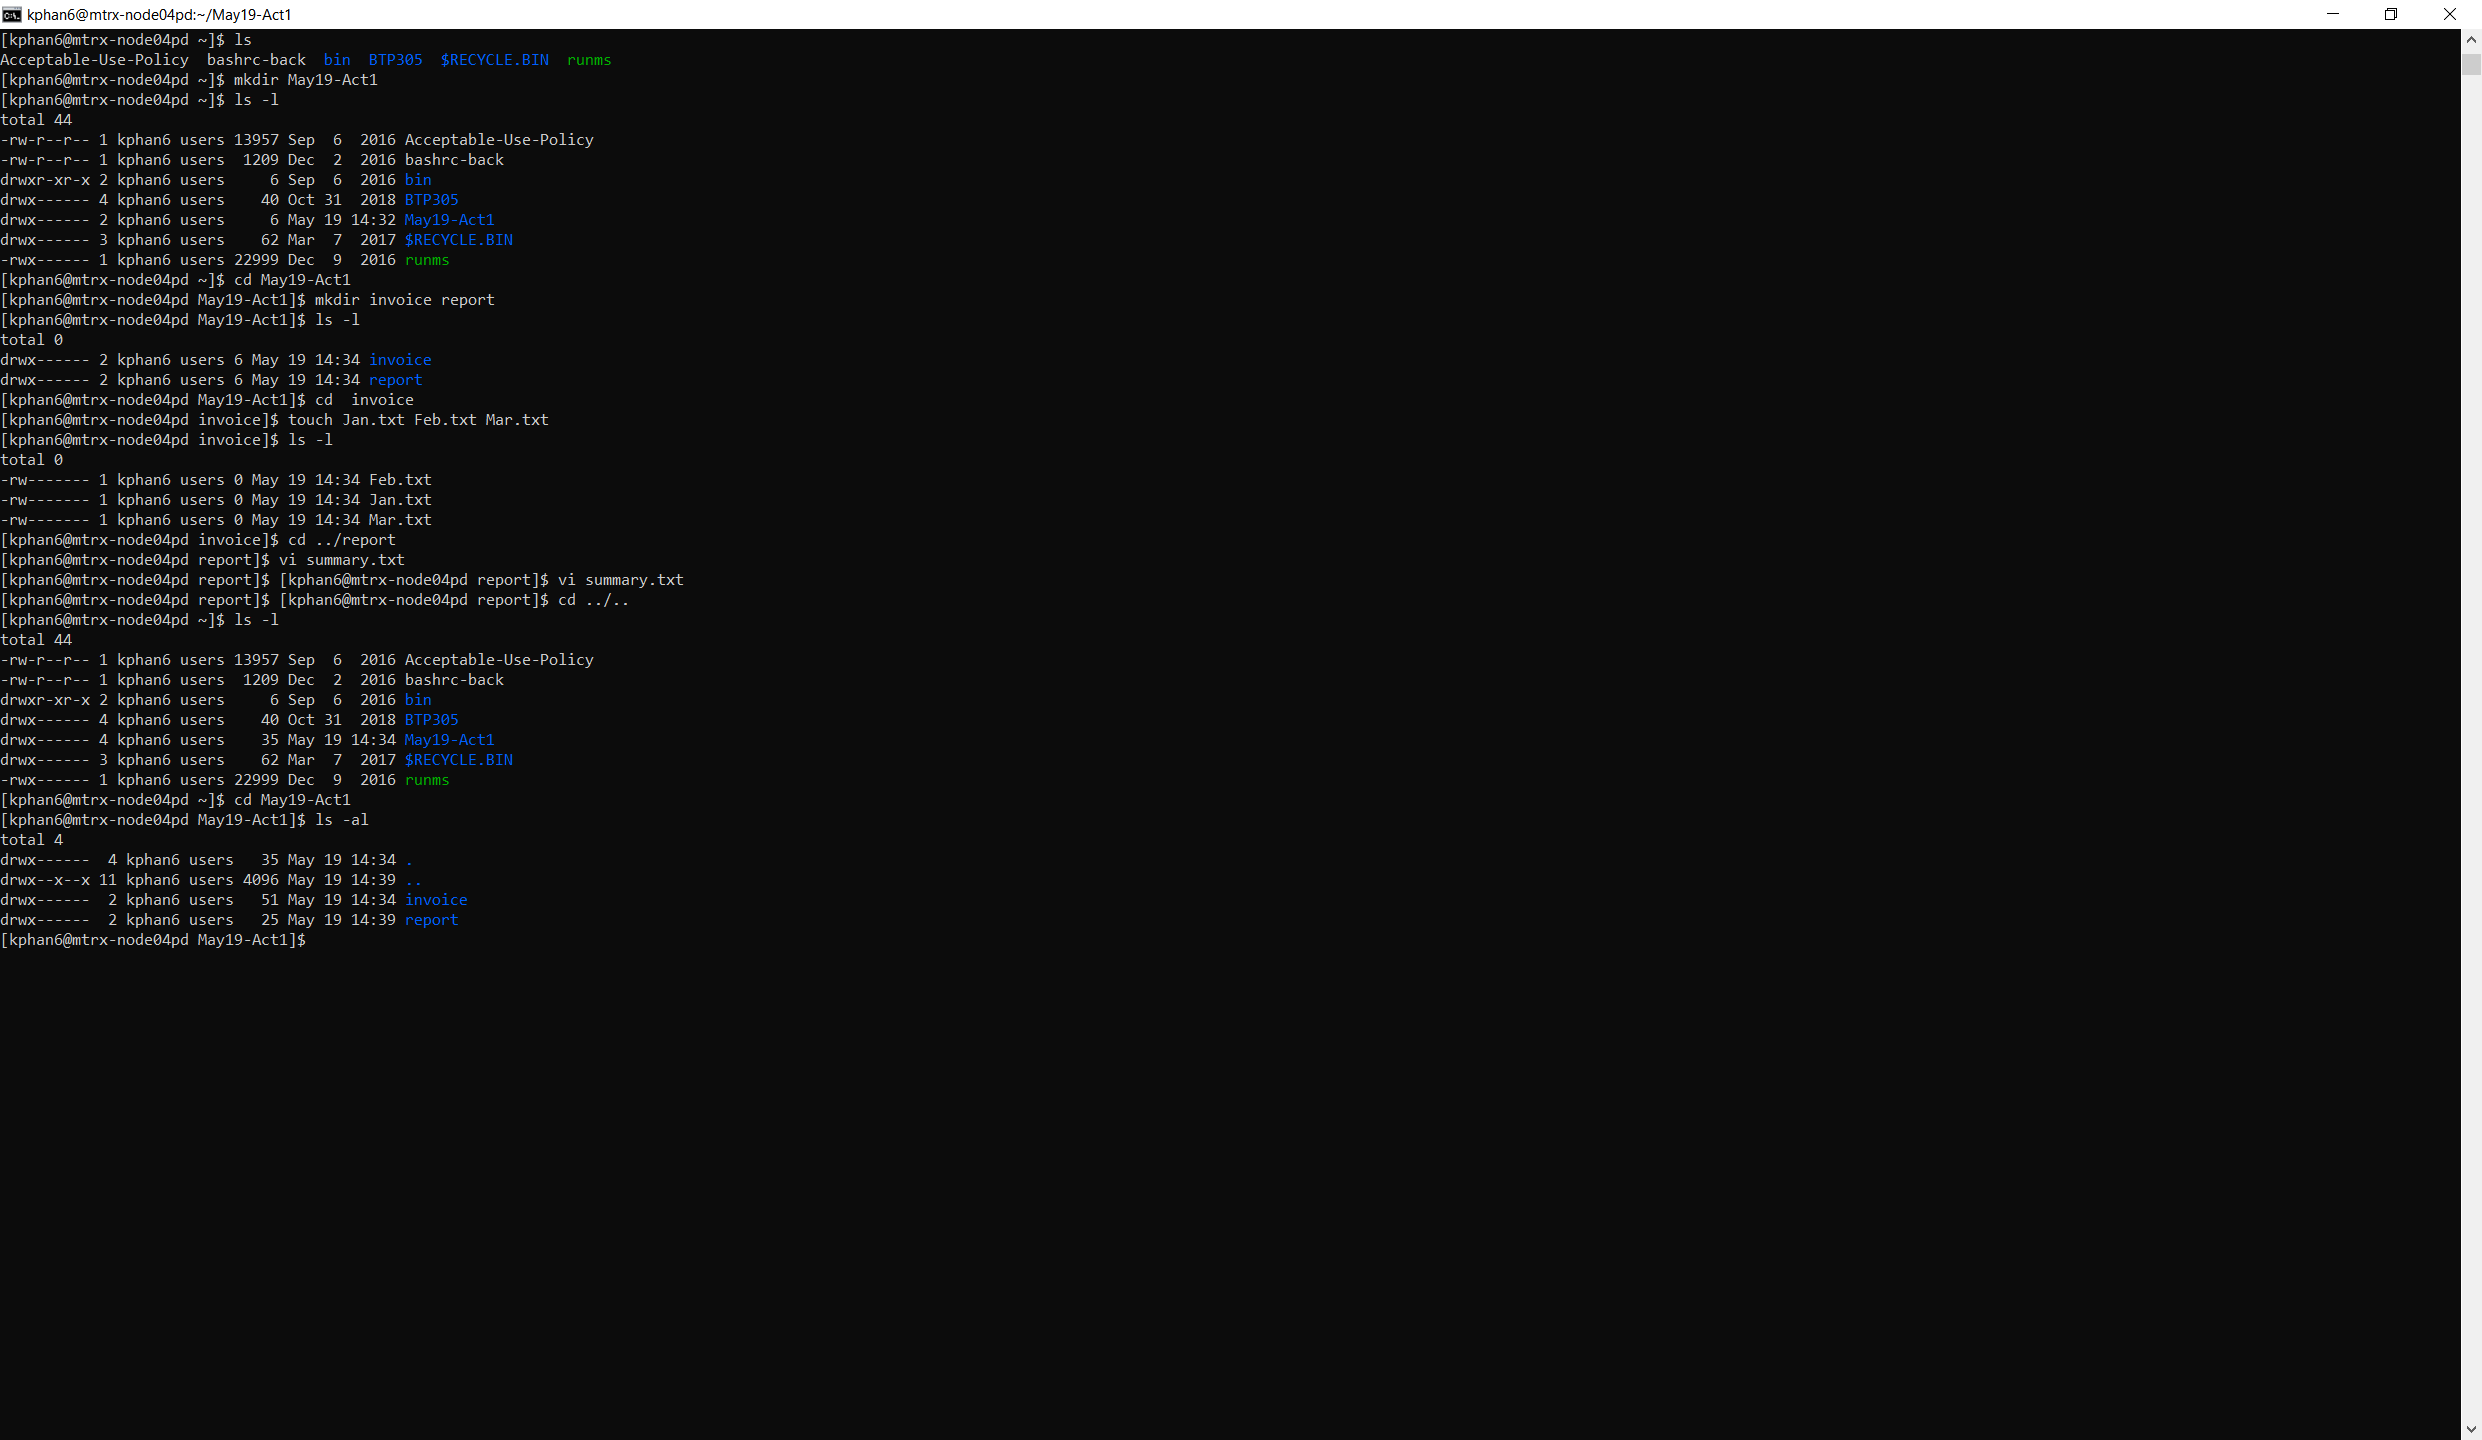 kphan6@mtrx-node04pd:~/May19-Act1
[kphan6@mtrx-node04pd ~]$ ls
Acceptable-Use-Policy  bashrc-back  bin  BTP305  $RECYCLE.BIN  runms
[kphan6@mtrx-node04pd ~]$ mkdir May19-Act1
[kphan6@mtrx-node04pd ~]$ ls -l
total 44
-rw-r--r-- 1 kphan6 users 13957 Sep  6  2016 Acceptable-Use-Policy
-rw-r--r-- 1 kphan6 users  1209 Dec  2  2016 bashrc-back
drwxr-xr-x 2 kphan6 users     6 Sep  6  2016 bin
drwx------ 4 kphan6 users    40 Oct 31  2018 BTP305
drwx------ 2 kphan6 users     6 May 19 14:32 May19-Act1
drwx------ 3 kphan6 users    62 Mar  7  2017 $RECYCLE.BIN
-rwx------ 1 kphan6 users 22999 Dec  9  2016 runms
[kphan6@mtrx-node04pd ~]$ cd May19-Act1
[kphan6@mtrx-node04pd May19-Act1]$ mkdir invoice report
[kphan6@mtrx-node04pd May19-Act1]$ ls -l
total 0
drwx------ 2 kphan6 users 6 May 19 14:34 invoice
drwx------ 2 kphan6 users 6 May 19 14:34 report
[kphan6@mtrx-node04pd May19-Act1]$ cd  invoice
[kphan6@mtrx-node04pd invoice]$ touch Jan.txt Feb.txt Mar.txt
[kphan6@mtrx-node04pd invoice]$ ls -l
total 0
-rw------- 1 kphan6 users 0 May 19 14:34 Feb.txt
-rw------- 1 kphan6 users 0 May 19 14:34 Jan.txt
-rw------- 1 kphan6 users 0 May 19 14:34 Mar.txt
[kphan6@mtrx-node04pd invoice]$ cd ../report
[kphan6@mtrx-node04pd report]$ vi summary.txt
[kphan6@mtrx-node04pd report]$ [kphan6@mtrx-node04pd report]$ vi summary.txt
[kphan6@mtrx-node04pd report]$ [kphan6@mtrx-node04pd report]$ cd ../..
[kphan6@mtrx-node04pd ~]$ ls -l
total 44
-rw-r--r-- 1 kphan6 users 13957 Sep  6  2016 Acceptable-Use-Policy
-rw-r--r-- 1 kphan6 users  1209 Dec  2  2016 bashrc-back
drwxr-xr-x 2 kphan6 users     6 Sep  6  2016 bin
drwx------ 4 kphan6 users    40 Oct 31  2018 BTP305
drwx------ 4 kphan6 users    35 May 19 14:34 May19-Act1
drwx------ 3 kphan6 users    62 Mar  7  2017 $RECYCLE.BIN
-rwx------ 1 kphan6 users 22999 Dec  9  2016 runms
[kphan6@mtrx-node04pd ~]$ cd May19-Act1
[kphan6@mtrx-node04pd May19-Act1]$ ls -al
total 4
drwx------  4 kphan6 users   35 May 19 14:34 .
drwx--x--x 11 kphan6 users 4096 May 19 14:39 ..
drwx------  2 kphan6 users   51 May 19 14:34 invoice
drwx------  2 kphan6 users   25 May 19 14:39 report
[kphan6@mtrx-node04pd May19-Act1]$